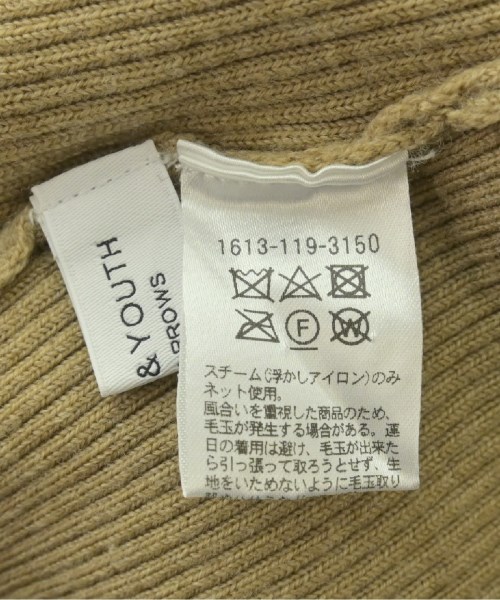 & YOUTH
ROWS
1613-119-3150
F
W
スチーム(浮かしアイロン)のみ
ネット使用。
風合いを重視した商品のため、
毛玉が発生する場合がある。連
日の着用は避け、毛玉が出来た
ら引っ張って取ろうとせず、生
地をいためないように毛玉取り